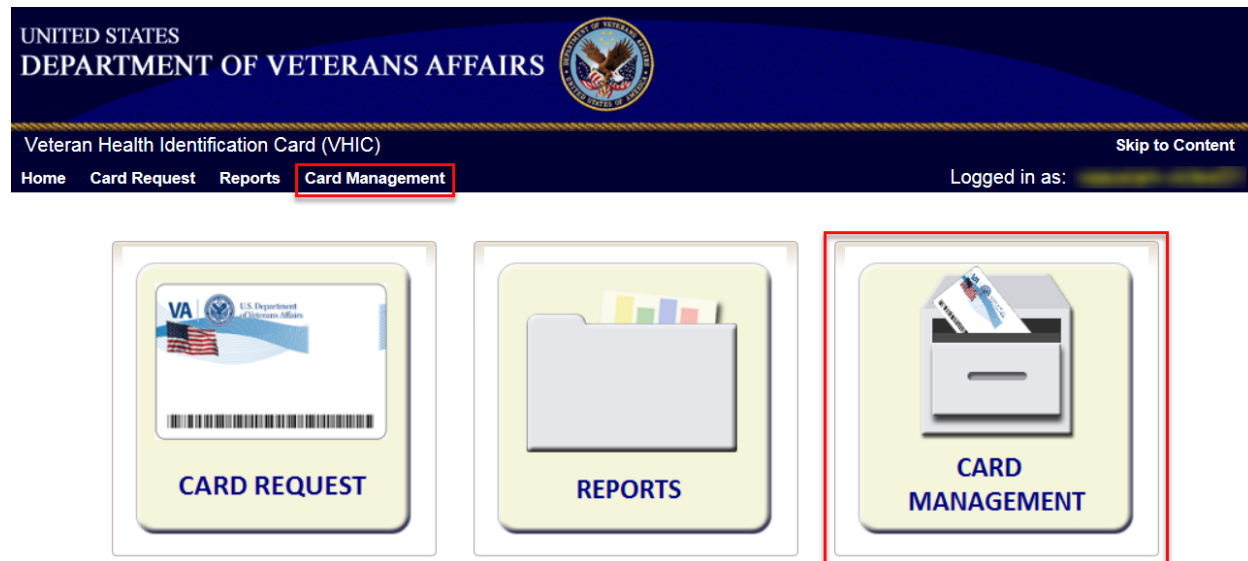 UNITED STATES
DEPARTMENT OF VETERANS AFFAIRS
Veteran Health Identification Card (VHIC)
Skip to Content
Home Card Request Reports Card Management
Logged in as:
VA
U.S. Department
of Veterans Affairs
CARD REQUEST
REPORTS
CARD
MANAGEMENT